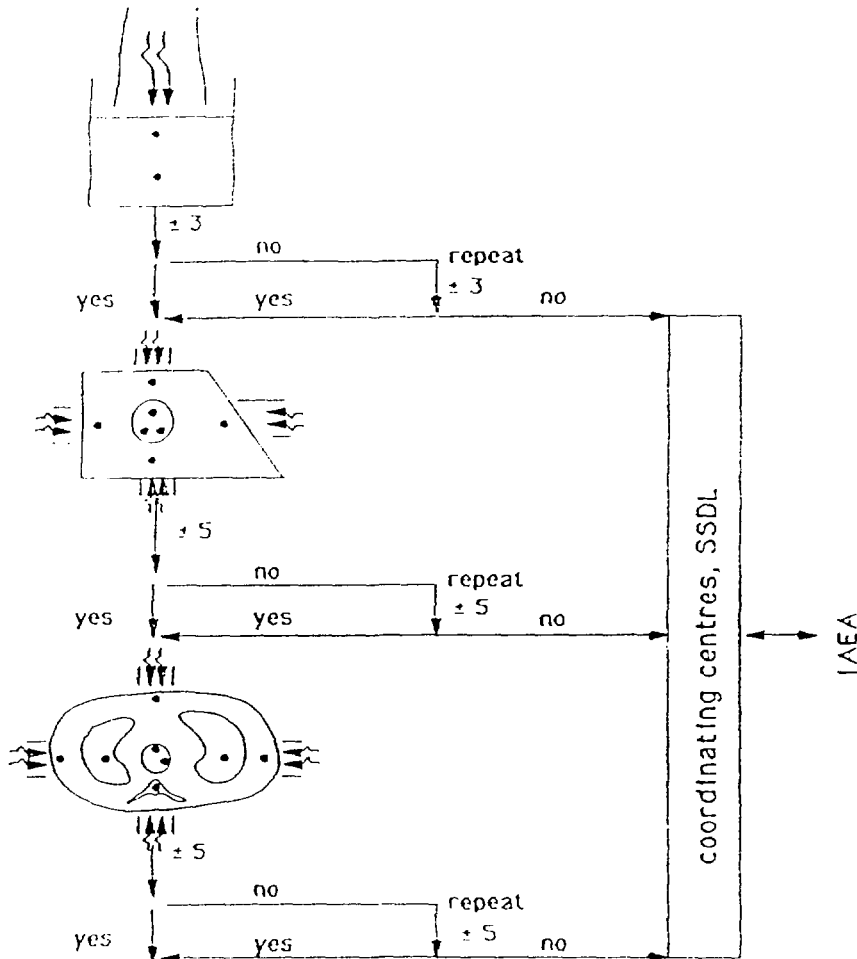 ± 3
no
repeat
± 3
yes
yes
no
± 5
no
repeat
± 5
yes
yes
no
± 5
no
repeat
± 5
yes
yes
no
coordinating centres, SSDL
IAEA